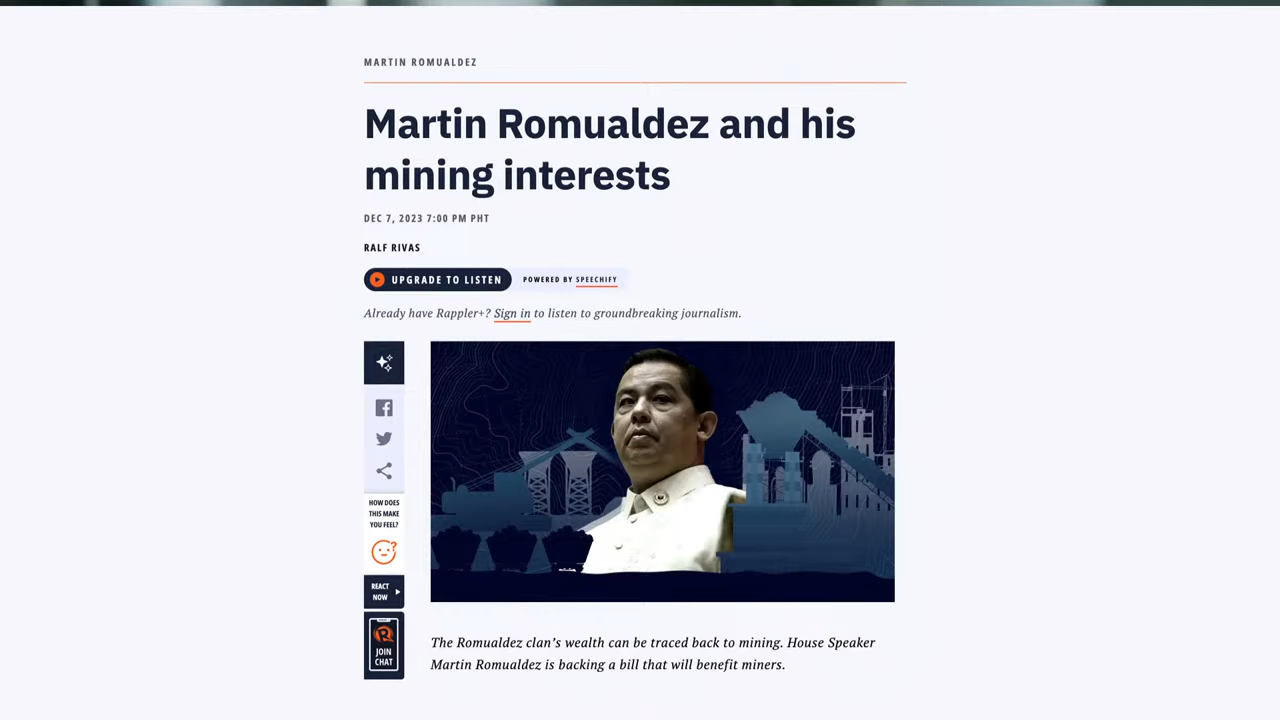 MARTIN ROMUALDEZ
Martin Romualdez and his
mining interests
DEC 7, 2023 7:00 PM PHT
RALF RIVAS
UPGRADE TO LISTEN
POWERED BY SPEECHIFY
Already have Rappler+? Sign in to listen to groundbreaking journalism.
HOW DOES
THIS MAKE
YOU FEEL?
REACT
NOW
JOIN
CHAT
The Romualdez clan's wealth can be traced back to mining. House Speaker
Martin Romualdez is backing a bill that will benefit miners.